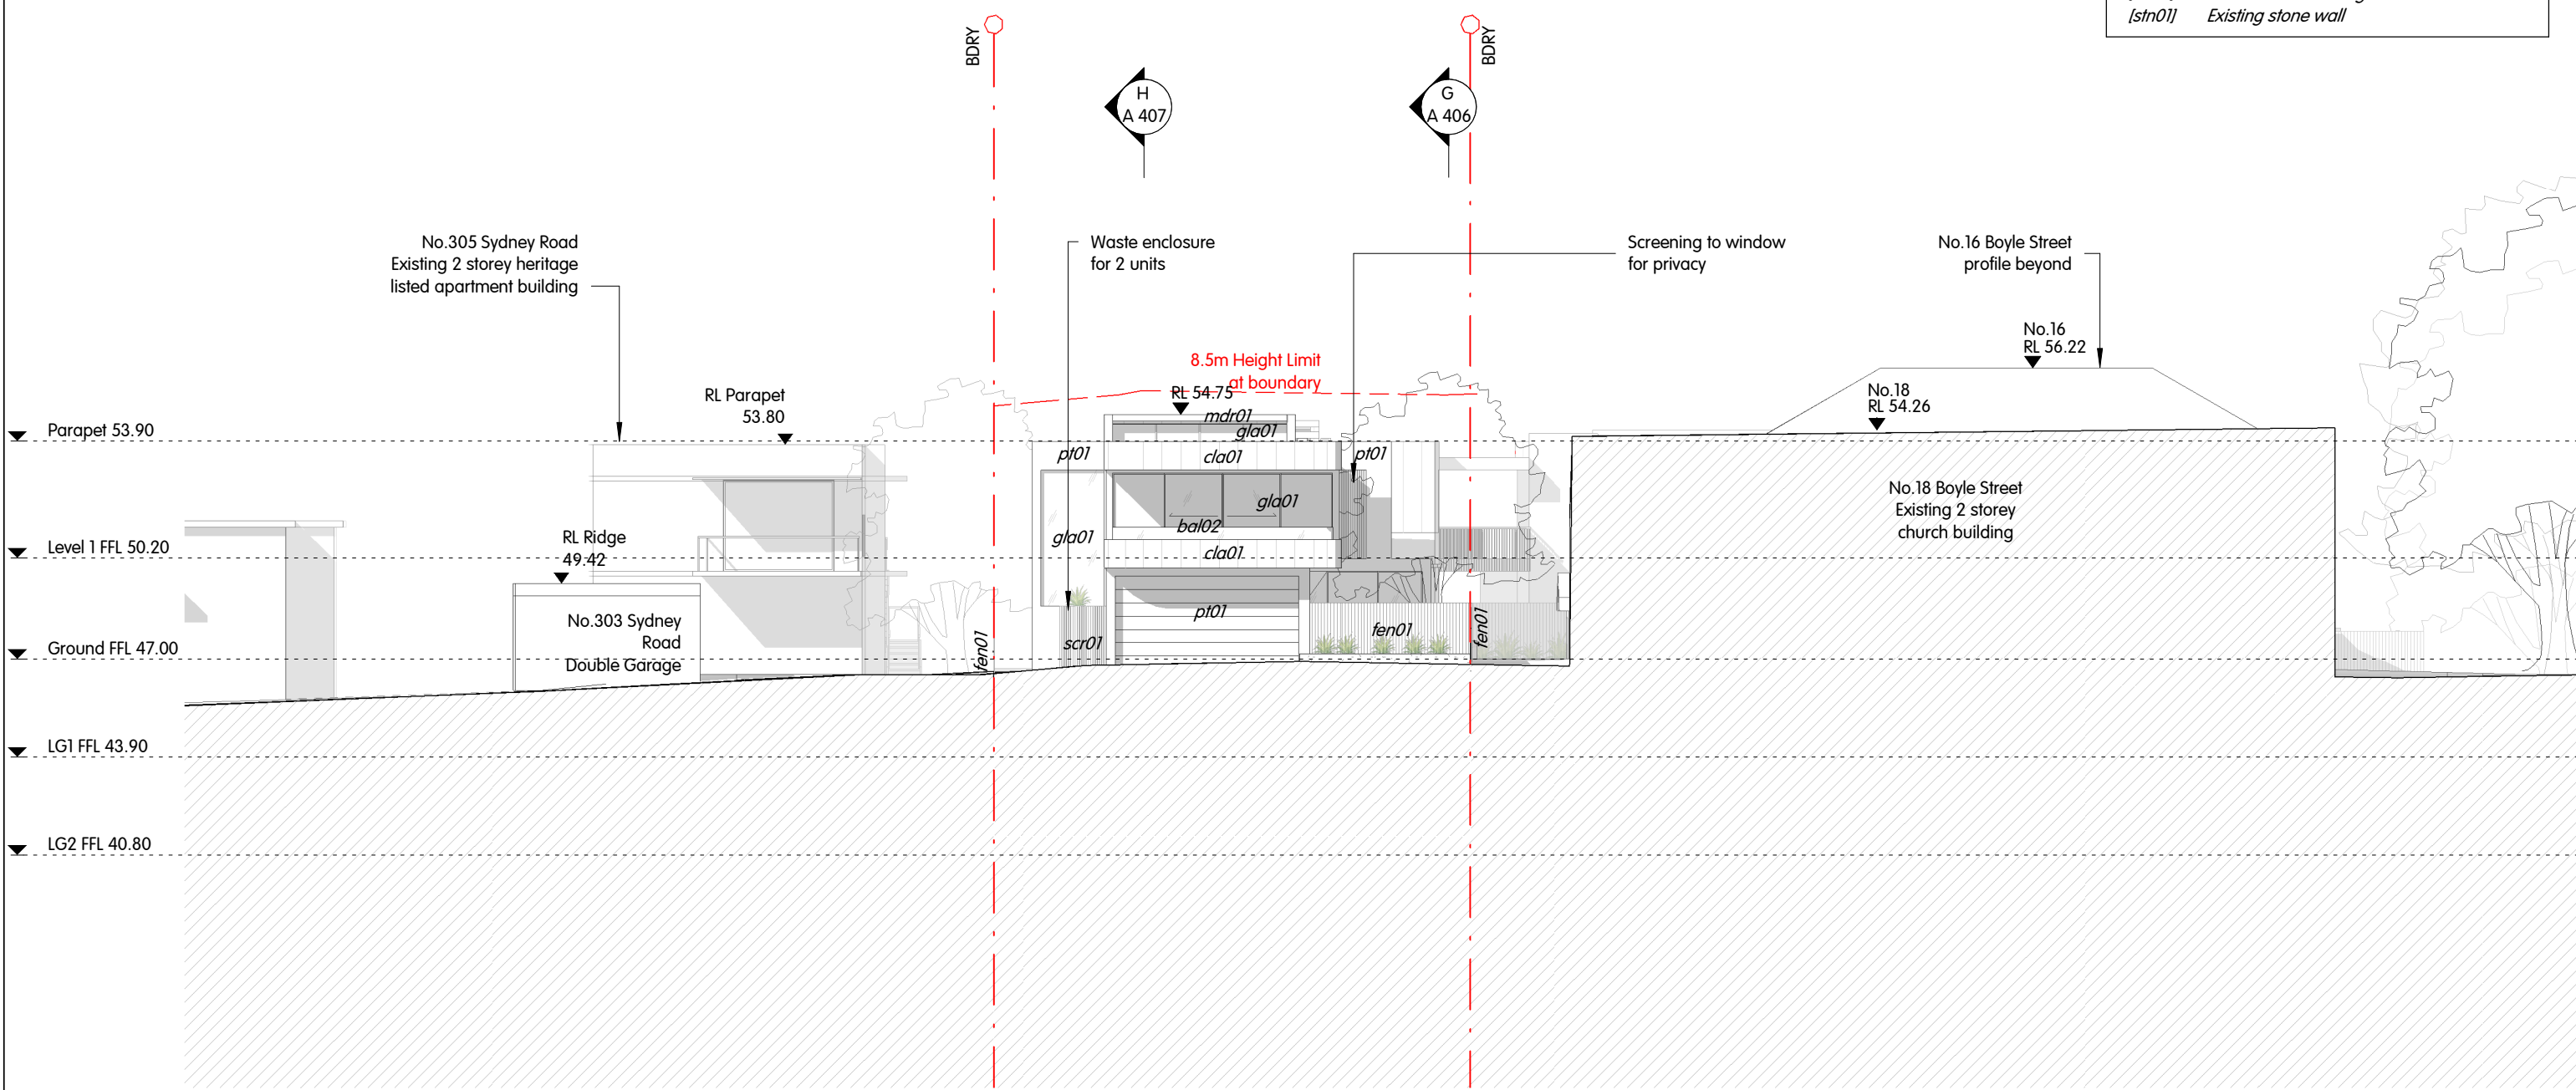 [stn01] Existing stone wall
BDRY
BDRY
H
A 407
G
A 406
No.305 Sydney Road
Existing 2 storey heritage
listed apartment building
Waste enclosure
for 2 units
Screening to window
for privacy
No.16 Boyle Street
profile beyond
No.16
RL 56.22
8.5m Height Limit
at boundary
RL 54.75
RL Parapet
53.80
No.18
RL 54.26
Parapet 53.90
mdr01
gla01
pt01
cla01
pt01
No.18 Boyle Street
Existing 2 storey
church building
gla01
bal02
gla01
cla01
RL Ridge
49.42
Level 1 FFL 50.20
pt01
No.303 Sydney
Road
Double Garage
fen01
scr01
fen01
fen01
Ground FFL 47.00
LG1 FFL 43.90
LG2 FFL 40.80